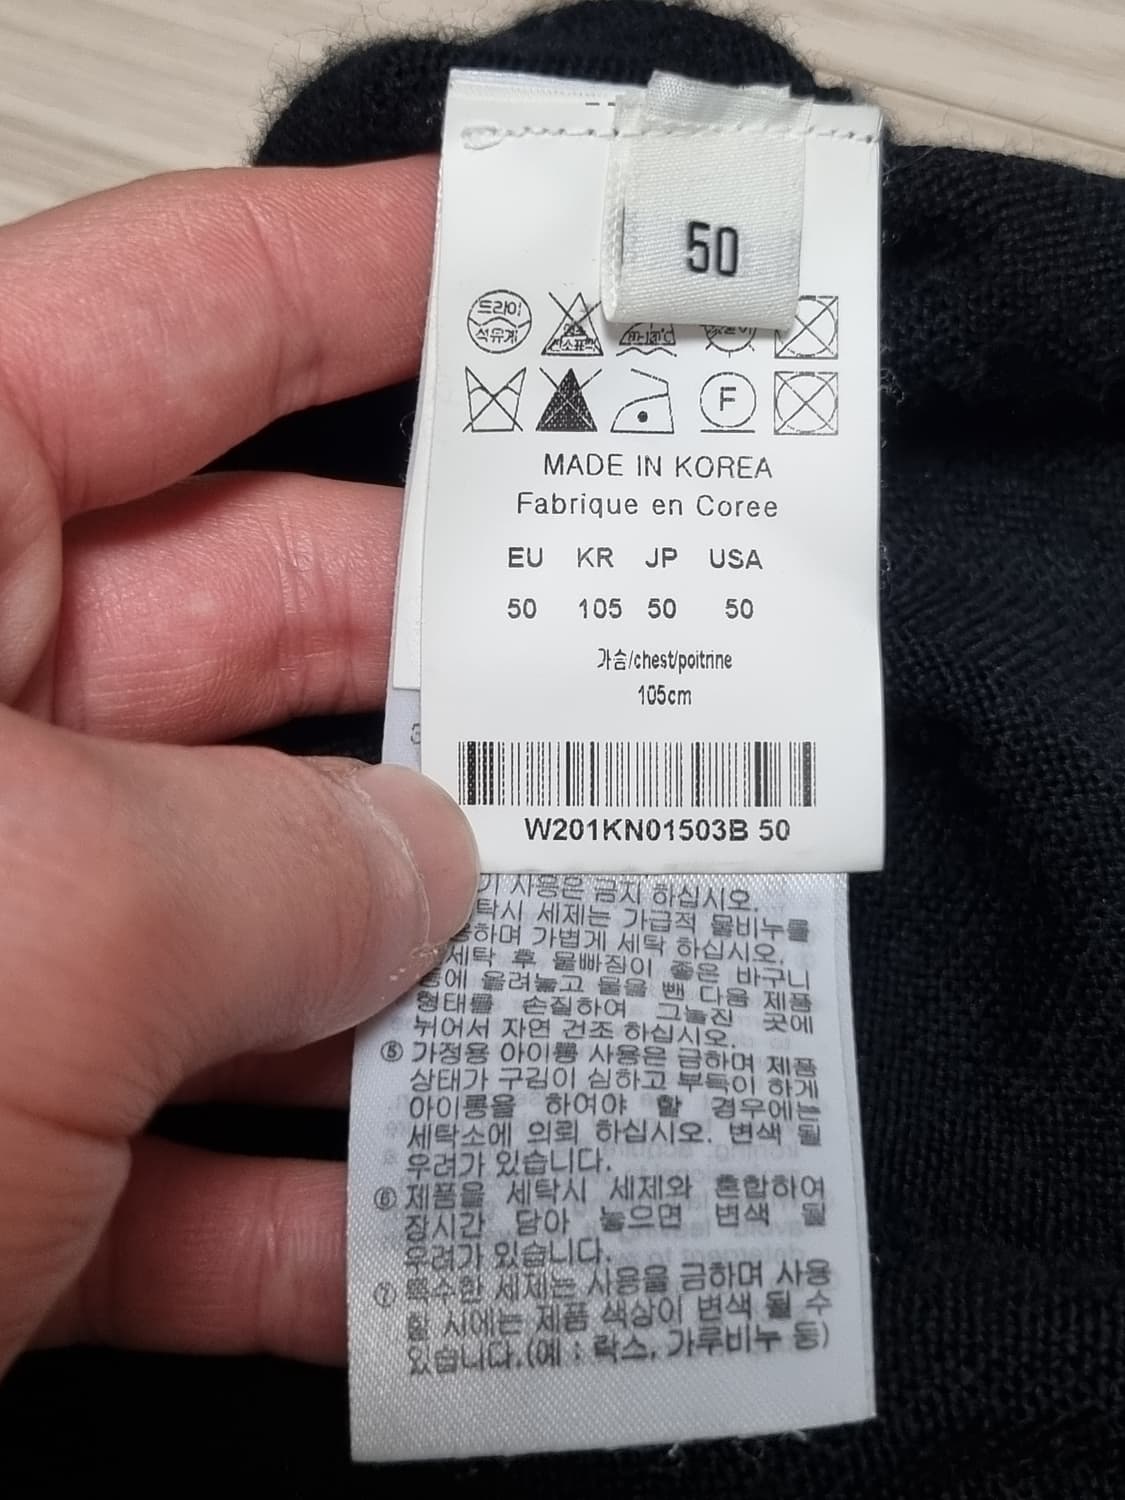 50
드라이
석유계
F
MADE IN KOREA
Fabrique en Coree
EU KR JP USA
50 105 50 50
가슴/chest/poitrine
105cm
W201KN01503B 50
기 사용은 금지 하십시오.
탁시 세제는 가급적 물비누를
하며 가볍게 세탁 하십시오.
세탁 후 물빠짐이 좋은 바구니
등에 올려놓고 물을 뺀 다음 제품
형태를 손질하여 그늘진 곳에
뉘어서 자연 건조 하십시오.
⑤ 가정용 아이롱 사용은 금하며 제품
상태가 구김이 심하고 부득이 하게
아이롱을 하여야 할 경우에는
세탁소에 의뢰 하십시오. 변색 될
우려가 있습니다.
⑥ 제품을 세탁시 세제와 혼합하여
장시간 담아 놓으면 변색 될
우려가 있습니다.
⑦ 특수한 세제는 사용을 금하며 사용
할 시에는 제품 색상이 변색 될 수
있습니다.(예 : 락스, 가루비누 등)